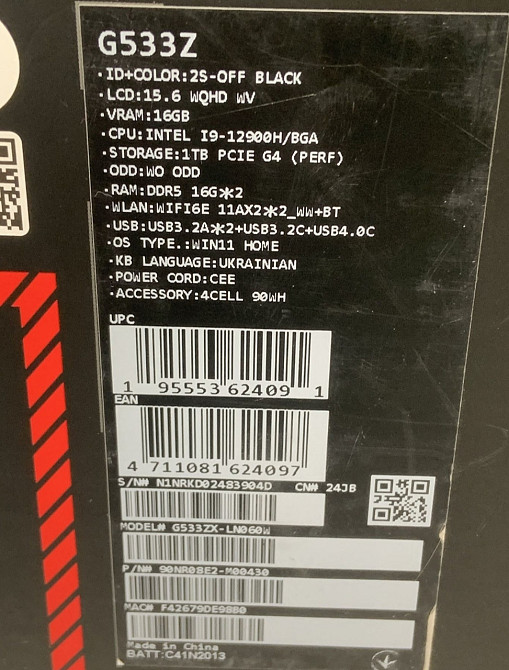 G533Z
·ID+COLOR:2S-OFF BLACK
·LCD:15.6 WQHD WV
·VRAM:16GB
·CPU:INTEL I9-12900H/BGA
·STORAGE:1TB PCIE G4 (PERF)
·ODD:WO ODD
·RAM:DDR5 16G*2
·WLAN:WIFI6E 11AX2*2_WW+BT
·USB:USB3.2A*2+USB3.2C+USB4.0C
·OS TYPE.:WIN11 HOME
·KB LANGUAGE:UKRAINIAN
·POWER CORD:CEE
·ACCESSORY:4CELL 90WH
UPC
1 95553 62409 1
EAN
4 711081 624097
S/N# N1NRKD02483904D CN# 24JB
MODEL# G533ZX-LN060W
P/N# 90NR08E2-M00430
MAC# F42679DE98B0
Made in China
BATT:C41N2013